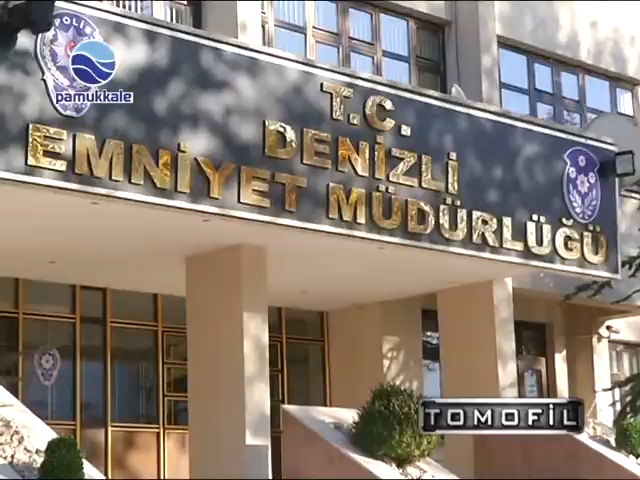 POLİS
pamukkale
T.C.
DENİZLİ
EMNİYET MÜDÜRLÜĞÜ
TOMOFİL